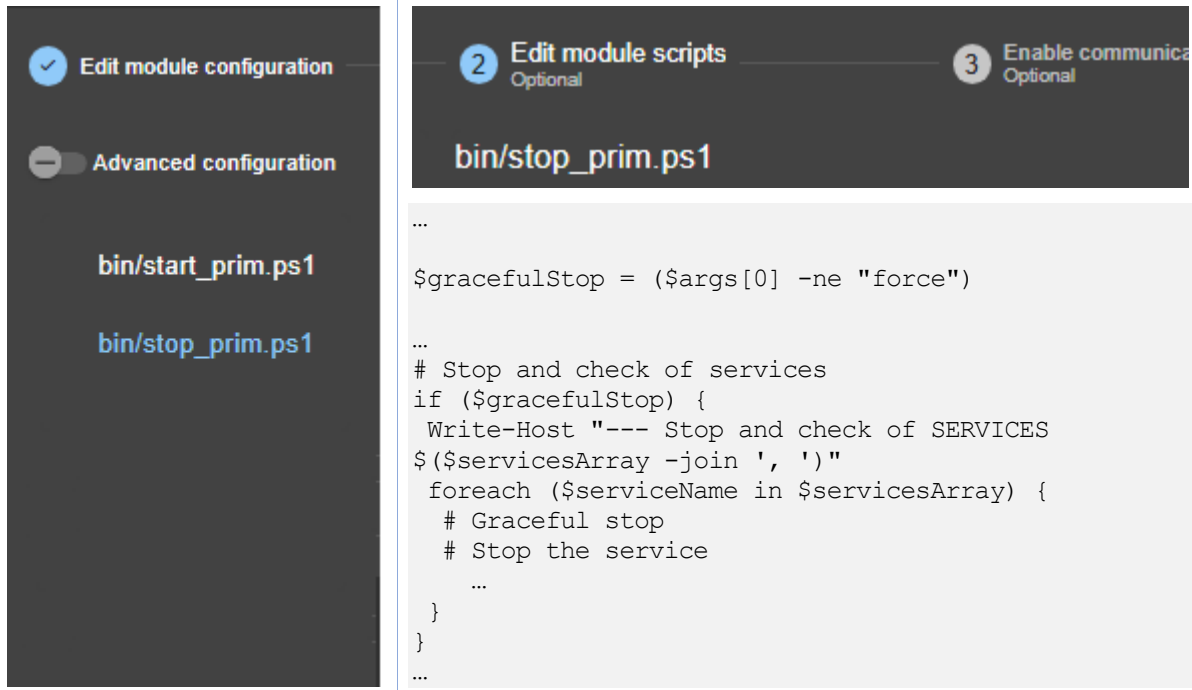 Edit module configuration
Advanced configuration
bin/start_prim.ps1
bin/stop_prim.ps1
2 Edit module scripts
Optional
3 Enable communica
Optional
bin/stop_prim.ps1
…
$gracefulStop = ($args[0] -ne "force")
…
# Stop and check of services
if ($gracefulStop) {
Write-Host "--- Stop and check of SERVICES
$($servicesArray -join ', ')"
foreach ($serviceName in $servicesArray) {
# Graceful stop
# Stop the service
…
}
}
…